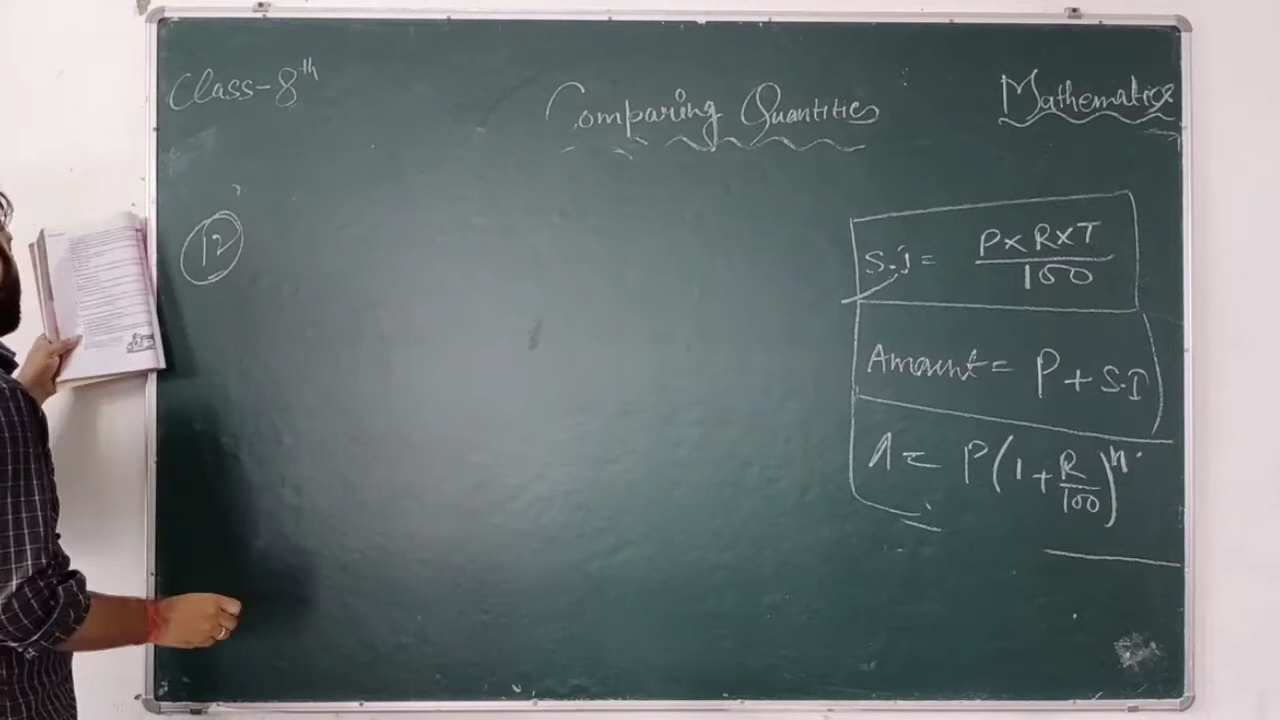 Class-8th
Comparing Quantities
Mathematics
12
S.I = P×R×T/100
Amount = P + S.I
A = P(1+R/100)^n